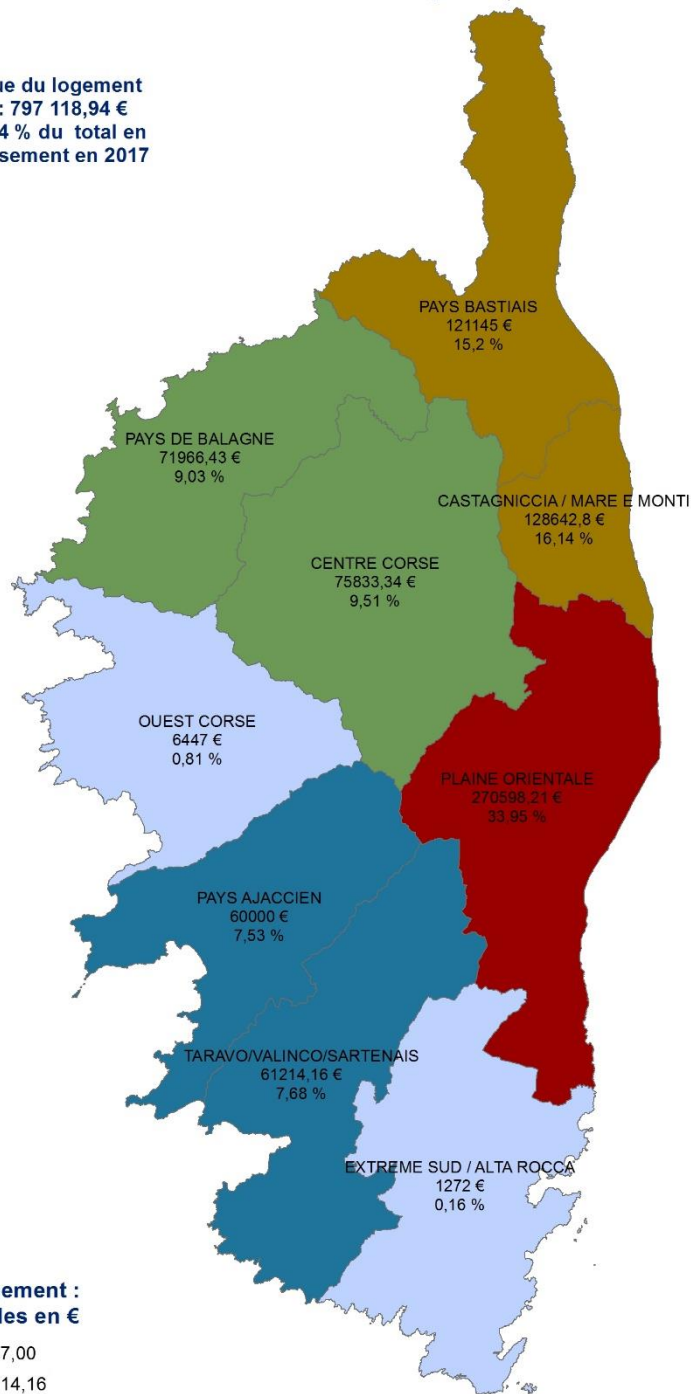 du logement
: 797 118,94 €
4 % du total en
en 2017
PAYS BASTIAIS
121145 €
15,2 %
PAYS DE BALAGNE
71966,43 €
9,03 %
CASTAGNICCIA / MARE E MONTI
128642,8 €
16,14 %
CENTRE CORSE
75833,34 €
9,51 %
OUEST CORSE
6447 €
0,81 %
PLAINE ORIENTALE
270598,21 €
33,95 %
PAYS AJACCIEN
60000 €
7,53 %
TARAVO/VALINCO/SARTENAIS
61214,16 €
7,68 %
EXTREME SUD / ALTA ROCCA
1272 €
0,16 %
ement :
les en €
7,00
14,16